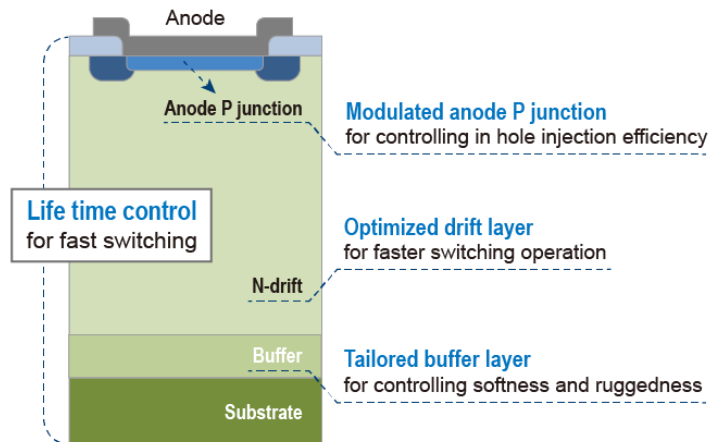 Anode
Anode P junction
Modulated anode P junction
for controlling in hole injection efficiency
Life time control
for fast switching
Optimized drift layer
for faster switching operation
N-drift
Buffer
Tailored buffer layer
for controlling softness and ruggedness
Substrate